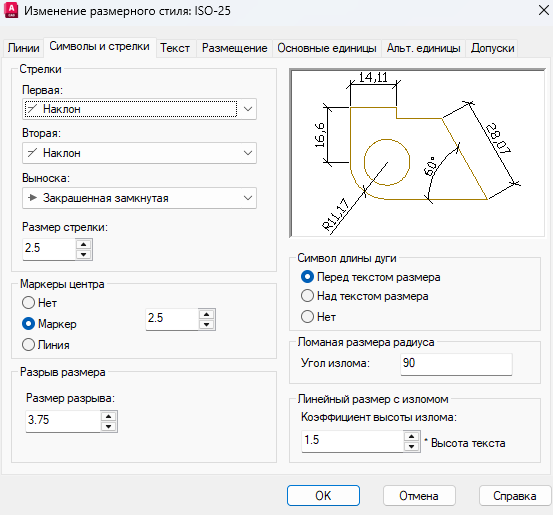 A CAD Изменение размерного стиля: ISO-25
Линии Символы и стрелки Текст Размещение Основные единицы Альт. единицы Допуски
Стрелки
Первая:
Наклон
Вторая:
Наклон
Выноска:
Закрашенная замкнутая
Размер стрелки:
2.5
Маркеры центра
Нет
Маркер
2.5
Линия
Разрыв размера
Размер разрыва:
3.75
14,11
16,6
28,07
60°
R11,17
Символ длины дуги
Перед текстом размера
Над текстом размера
Нет
Ломаная размера радиуса
Угол излома:
90
Линейный размер с изломом
Коэффициент высоты излома:
1.5
* Высота текста
OK Отмена Справка